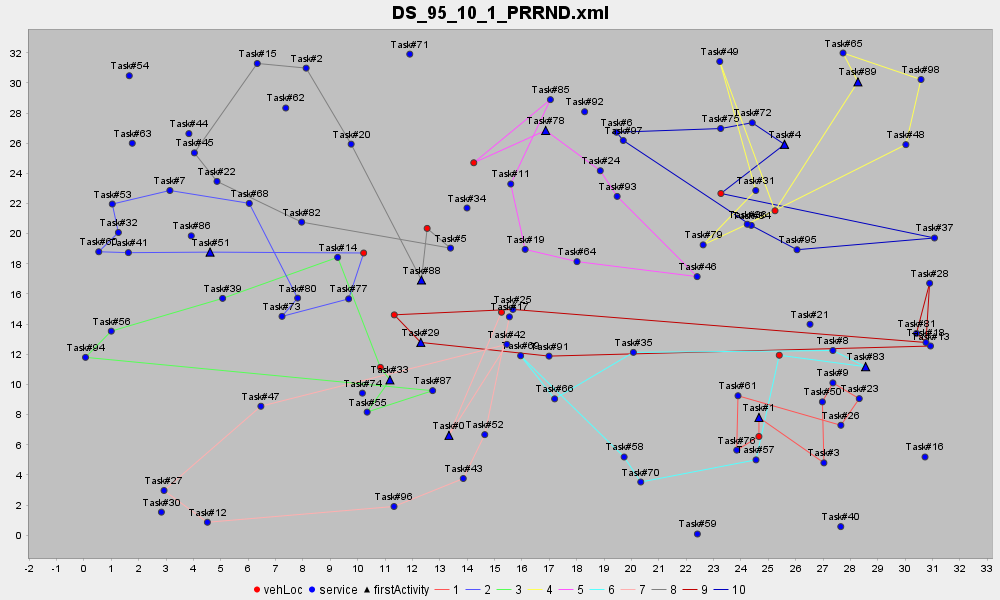 DS_95_10_1_PRRND.xml
32
30
28
26
24
22
20
18
16
14
12
10
8
6
4
2
0
Task#71
Task#49
Task#65
Task#15
Task#2
Task#54
Task#89
Task#98
Task#85
Task#62
Task#92
Task#44
Task#78
Task#6
Task#75
Task#72
Task#63
Task#45
Task#20
Task#97
Task#4
Task#48
Task#24
Task#22
Task#7
Task#11
Task#31
Task#53
Task#68
Task#34
Task#93
Task#82
Task#32
Task#86
Task#5
Task#79
Task#95
Task#37
Task#60
Task#41
Task#51
Task#14
Task#19
Task#64
Task#88
Task#46
Task#28
Task#39
Task#80
Task#77
Task#73
Task#25
Task#17
Task#21
Task#81
Task#18
Task#13
Task#56
Task#29
Task#42
Task#69
Task#91
Task#35
Task#8
Task#83
Task#94
Task#33
Task#74
Task#87
Task#55
Task#66
Task#61
Task#9
Task#50
Task#23
Task#47
Task#1
Task#26
Task#0
Task#52
Task#76
Task#57
Task#3
Task#58
Task#16
Task#43
Task#70
Task#27
Task#30
Task#12
Task#96
Task#59
Task#40
-2 -1 0 1 2 3 4 5 6 7 8 9 10 11 12 13 14 15 16 17 18 19 20 21 22 23 24 25 26 27 28 29 30 31 32 33
vehLoc service firstActivity 1 2 3 4 5 6 7 8 9 10